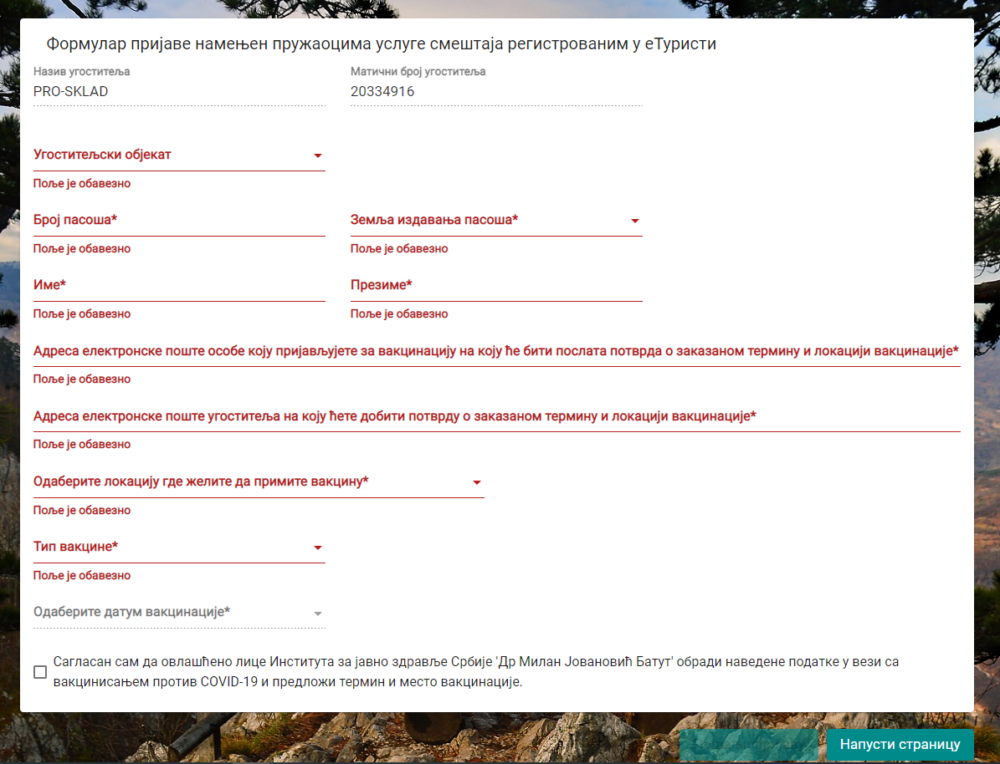 Формулар пријаве намењен пружаоцима услуге смештаја регистрованим у еТуристи
Назив угоститеља
Матични број угоститеља
PRO-SKLAD
20334916
Угоститељски објекат
Поље је обавезно
Број пасоша*
Земља издавања пасоша*
Поље је обавезно
Поље је обавезно
Име*
Презиме*
Поље је обавезно
Поље је обавезно
Адреса електронске поште особе коју пријављујете за вакцинацију на коју ће бити послата потврда о заказаном термину и локацији вакцинације*
Поље је обавезно
Адреса електронске поште угоститеља на коју ћете добити потврду о заказаном термину и локацији вакцинације*
Поље је обавезно
Одаберите локацију где желите да примите вакцину*
Поље је обавезно
Тип вакцине*
Поље је обавезно
Одаберите датум вакцинације*
Сагласан сам да овлашћено лице Института за јавно здравље Србије 'Др Милан Јовановић Батут' обради наведене податке у вези са
вакцинисањем против COVID-19 и предложи термин и место вакцинације.
Напусти страницу